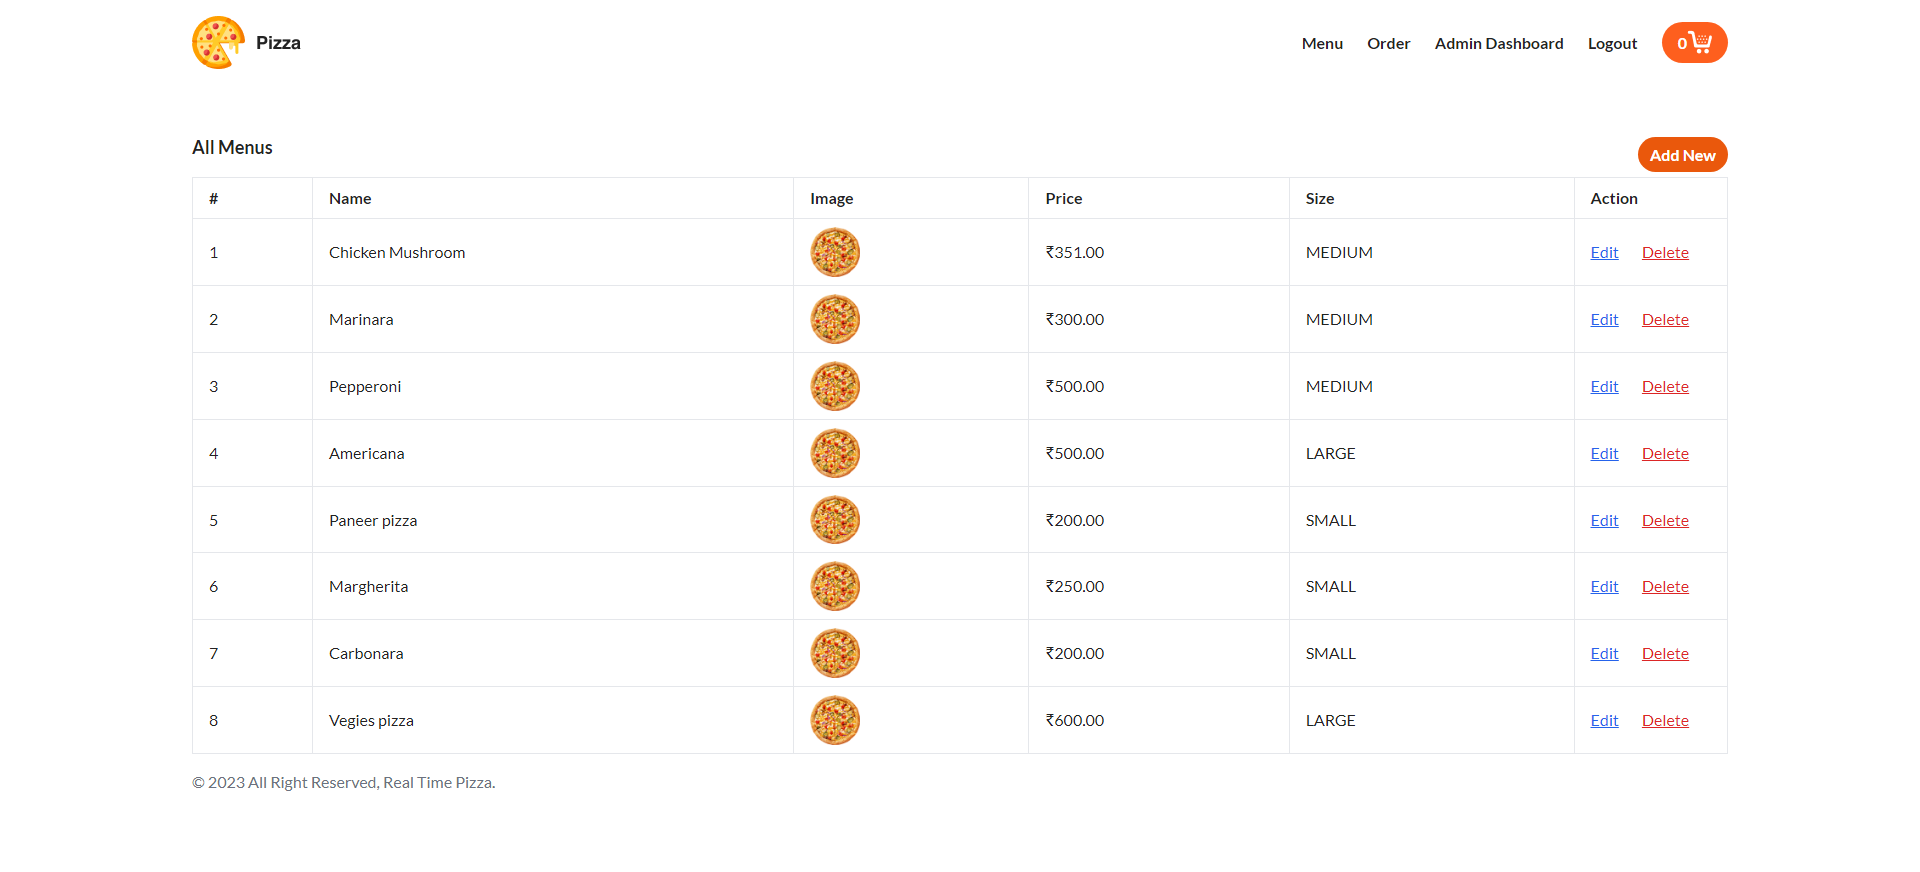 Pizza
Menu Order Admin Dashboard Logout 0
All Menus
Add New
# Name Image Price Size Action
1 Chicken Mushroom ₹351.00 MEDIUM Edit Delete
2 Marinara ₹300.00 MEDIUM Edit Delete
3 Pepperoni ₹500.00 MEDIUM Edit Delete
4 Americana ₹500.00 LARGE Edit Delete
5 Paneer pizza ₹200.00 SMALL Edit Delete
6 Margherita ₹250.00 SMALL Edit Delete
7 Carbonara ₹200.00 SMALL Edit Delete
8 Vegies pizza ₹600.00 LARGE Edit Delete
© 2023 All Right Reserved, Real Time Pizza.